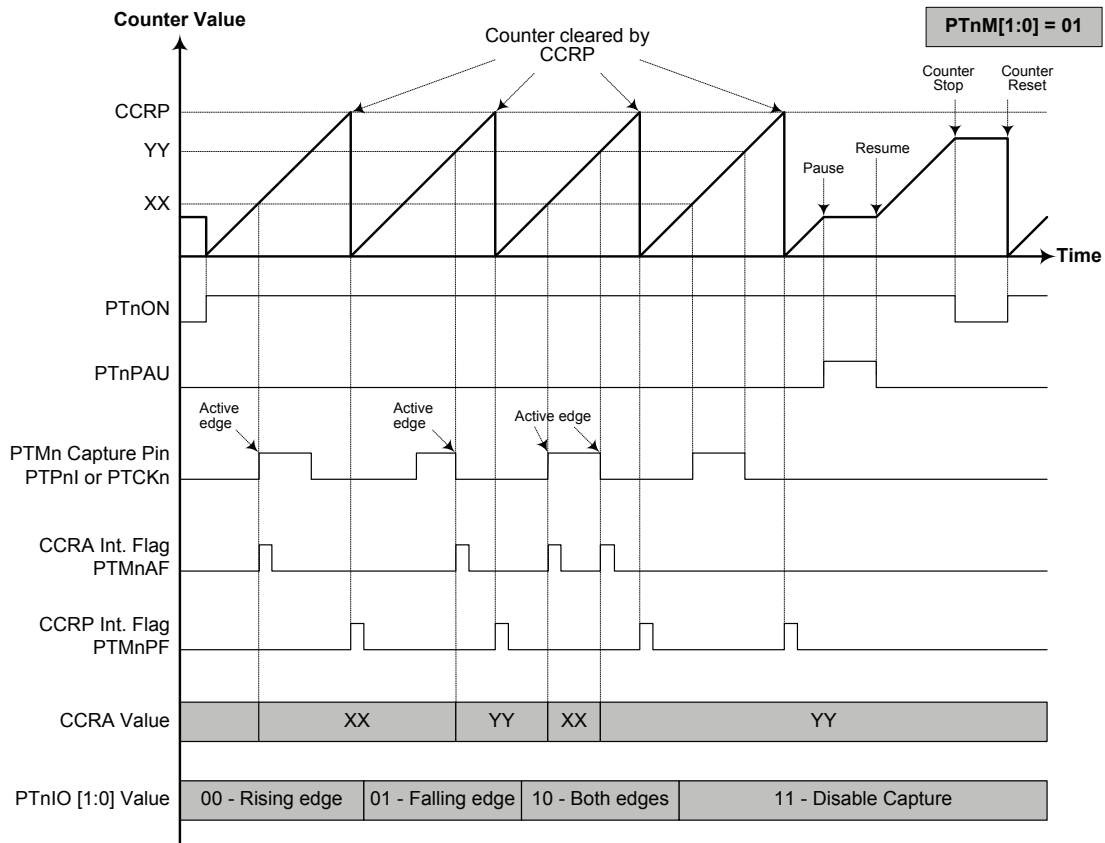 Counter Value
PTnM[1:0] = 01
Counter cleared by
CCRP
Counter
Stop
Counter
Reset
CCRP
YY
XX
Pause
Resume
Time
PTnON
PTnPAU
Active
edge
Active
edge
Active edge
PTMn Capture Pin
PTPnI or PTCKn
CCRA Int. Flag
PTMnAF
CCRP Int. Flag
PTMnPF
CCRA Value
XX
YY
XX
YY
PTnIO [1:0] Value
00 - Rising edge
01 - Falling edge
10 - Both edges
11 - Disable Capture